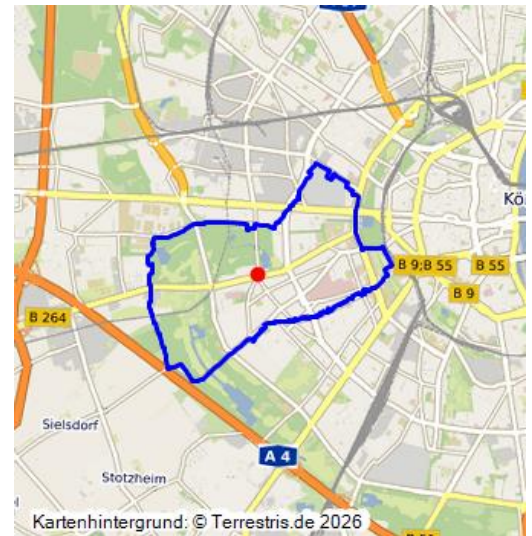 Kö
B 9;B 55
B 55
B 9
B 264
Sielsdorf
A 4
Stotzheim
Kartenhintergrund: © Terrestris.de 2026